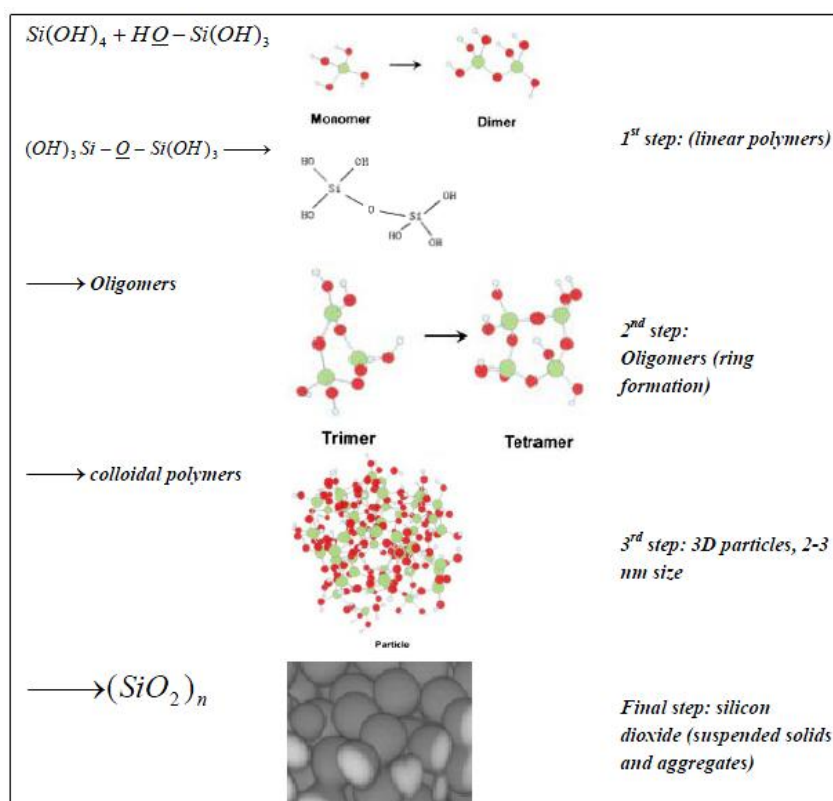 Si(OH)₄ + HO – Si(OH)₃
Monomer
Dimer
1ˢᵗ step: (linear polymers)
(OH)₃ Si – O – Si(OH)₃ ⟶
HO
OH
Si
HO
O
Si
OH
HO
OH
⟶ Oligomers
2ⁿᵈ step:
Oligomers (ring
formation)
Trimer
Tetramer
⟶ colloidal polymers
3ʳᵈ step: 3D particles, 2-3
nm size
Particle
⟶ (SiO₂)ₙ
Final step: silicon
dioxide (suspended solids
and aggregates)